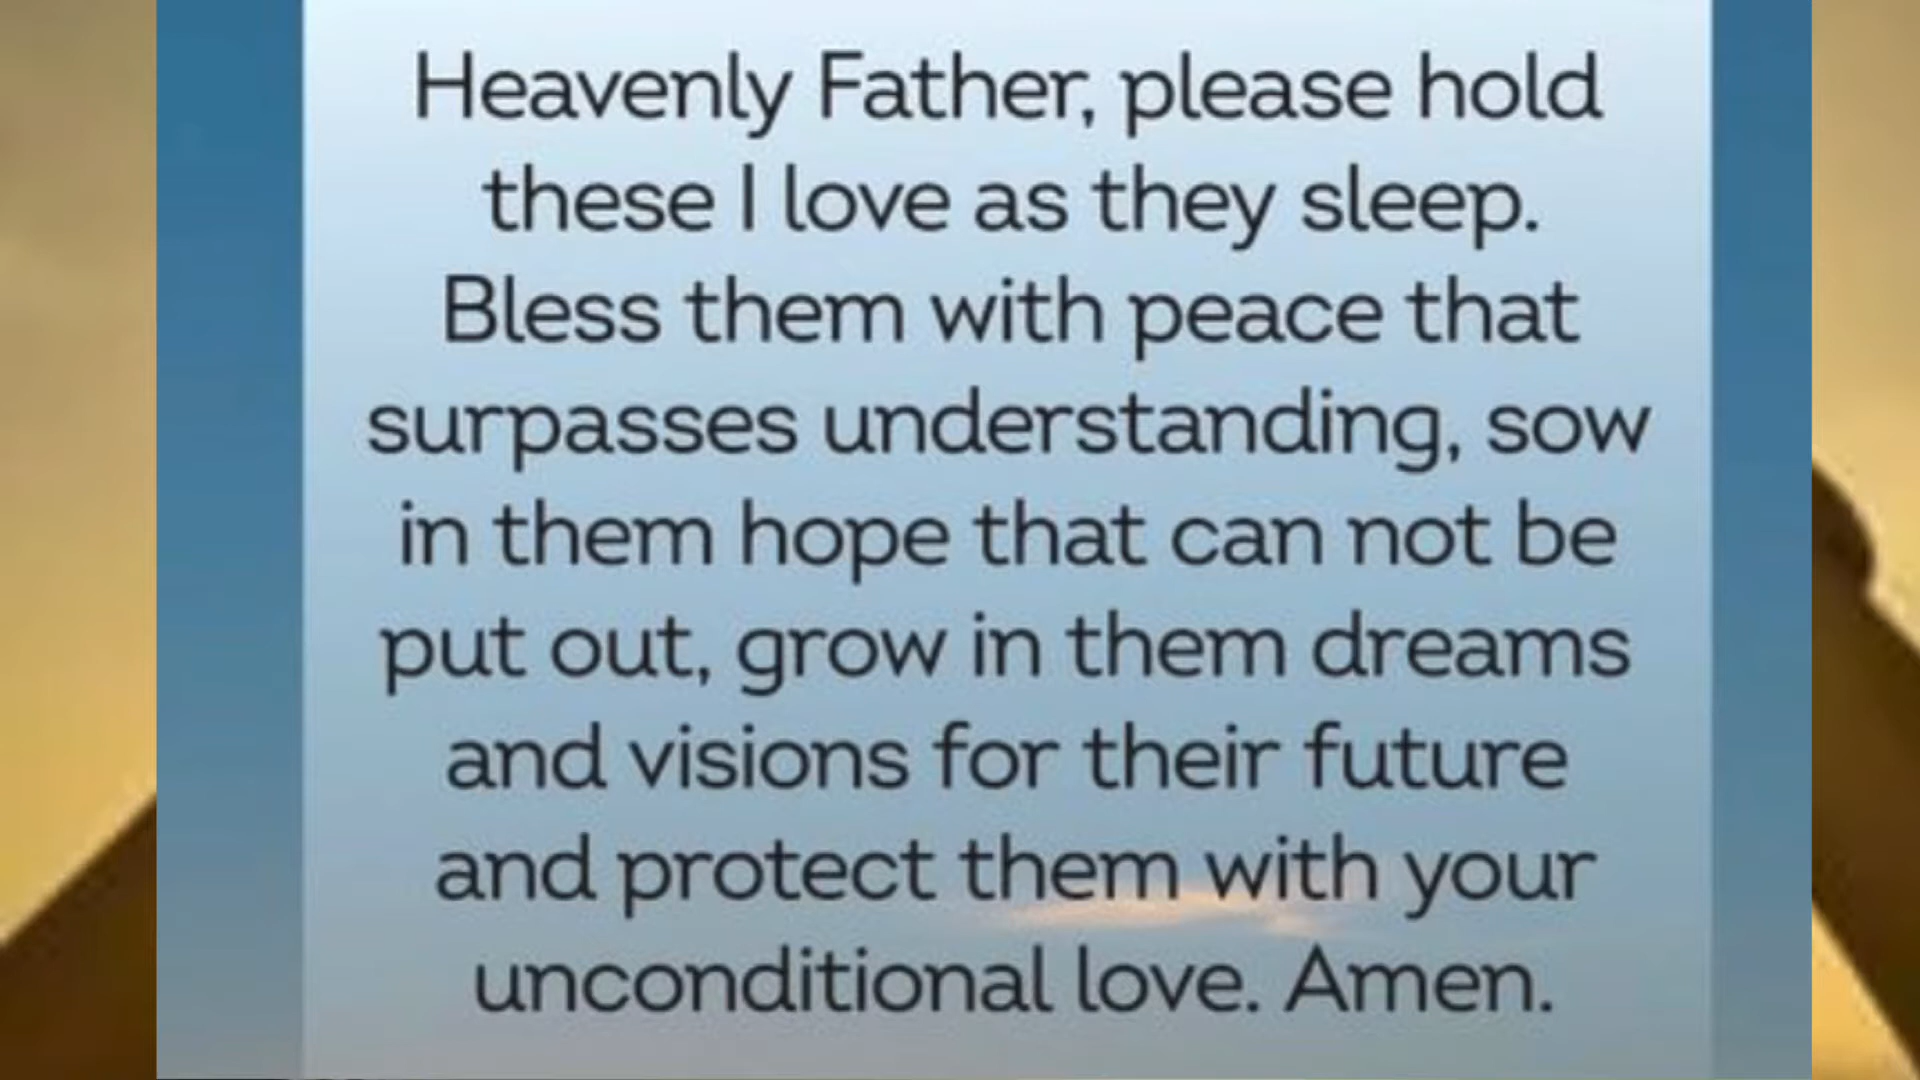 Heavenly Father, please hold
these I love as they sleep.
Bless them with peace that
surpasses understanding, sow
in them hope that can not be
put out, grow in them dreams
and visions for their future
and protect them with your
unconditional love. Amen.